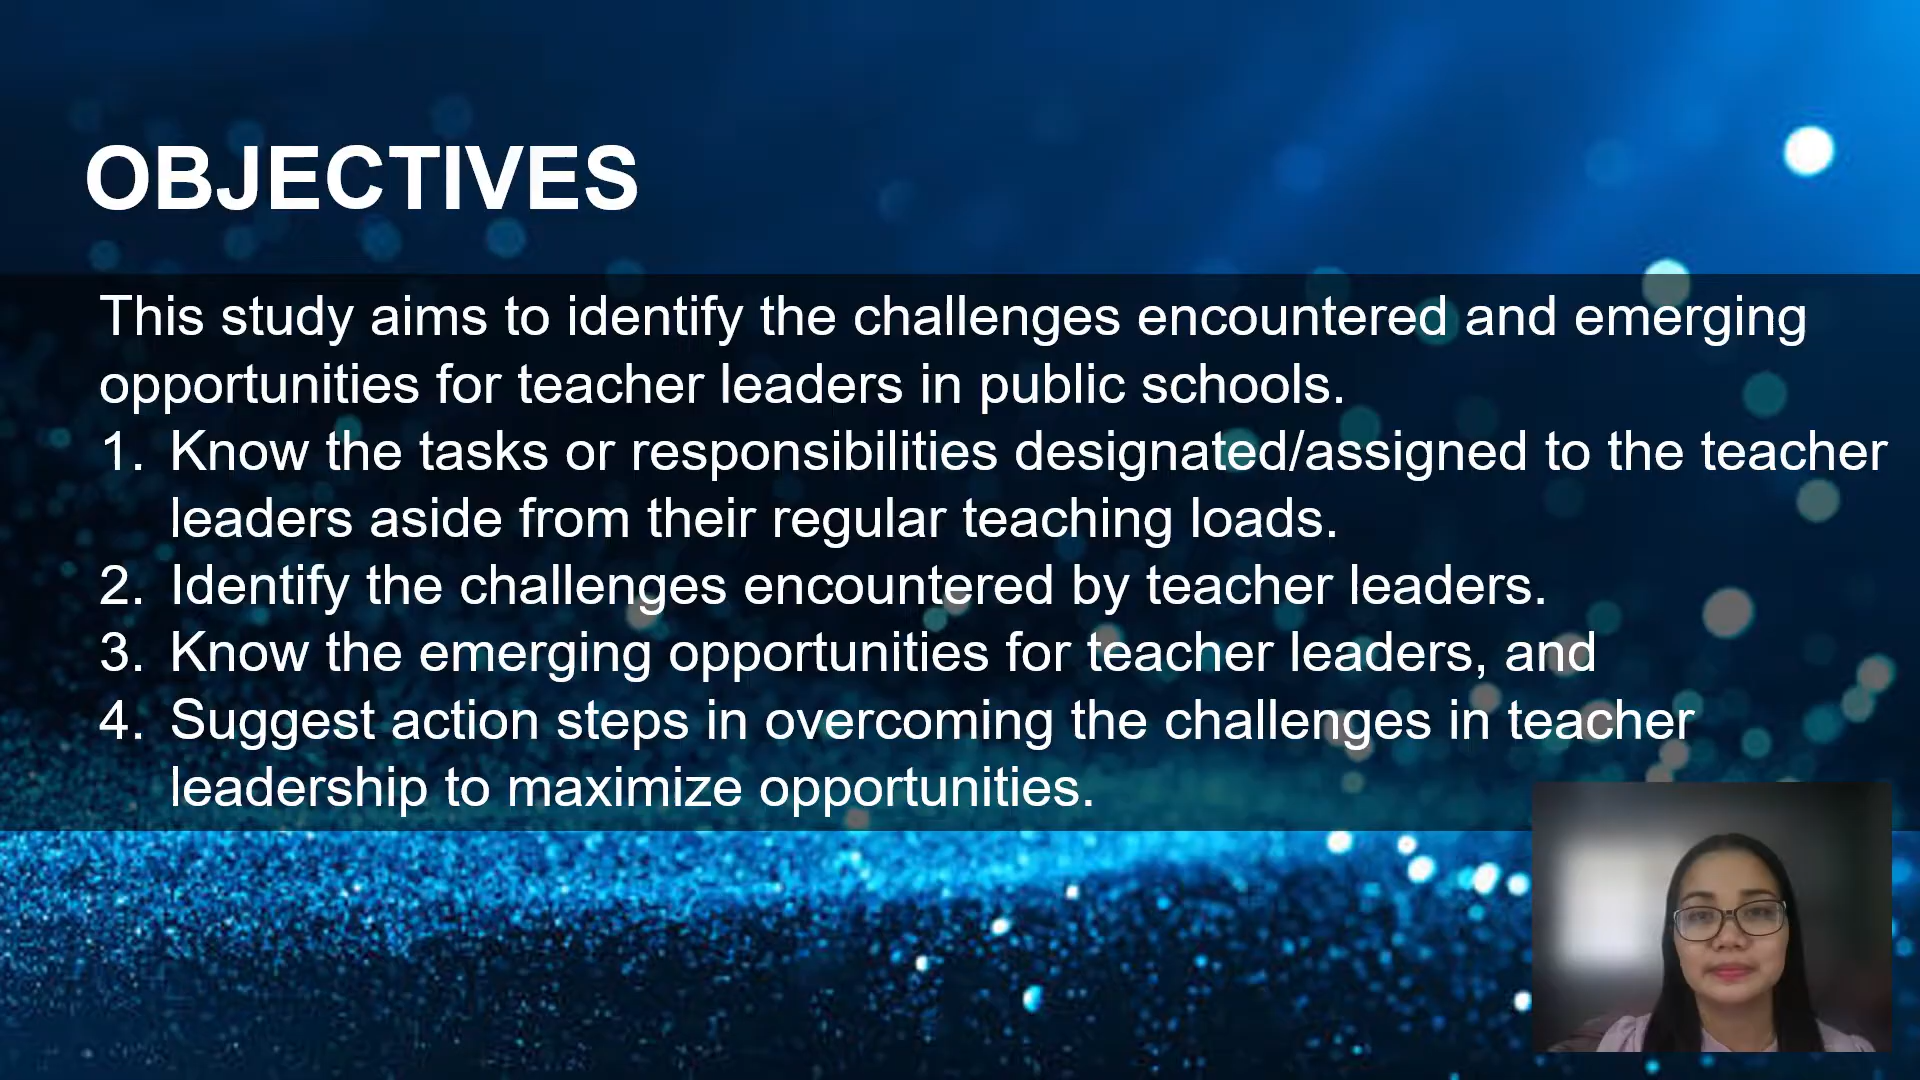 OBJECTIVES
This study aims to identify the challenges encountered and emerging
opportunities for teacher leaders in public schools.
1. Know the tasks or responsibilities designated/assigned to the teacher
leaders aside from their regular teaching loads.
2. Identify the challenges encountered by teacher leaders.
3. Know the emerging opportunities for teacher leaders, and
4. Suggest action steps in overcoming the challenges in teacher
leadership to maximize opportunities.